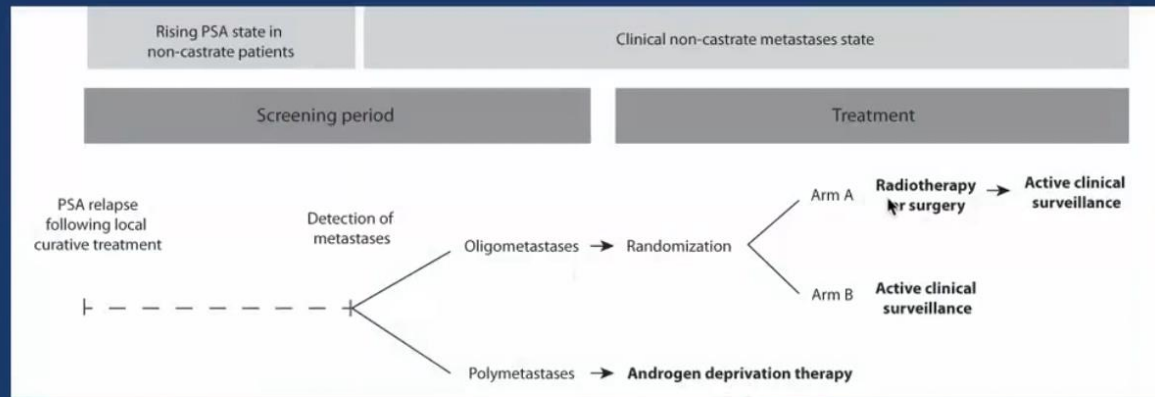 Rising PSA state in
non-castrate patients
Clinical non-castrate metastases state
Screening period
Treatment
PSA relapse
following local
curative treatment
Detection of
metastases
Oligometastases
Randomization
Arm A
Radiotherapy
or surgery
Active clinical
surveillance
Arm B
Active clinical
surveillance
Polymetastases
Androgen deprivation therapy